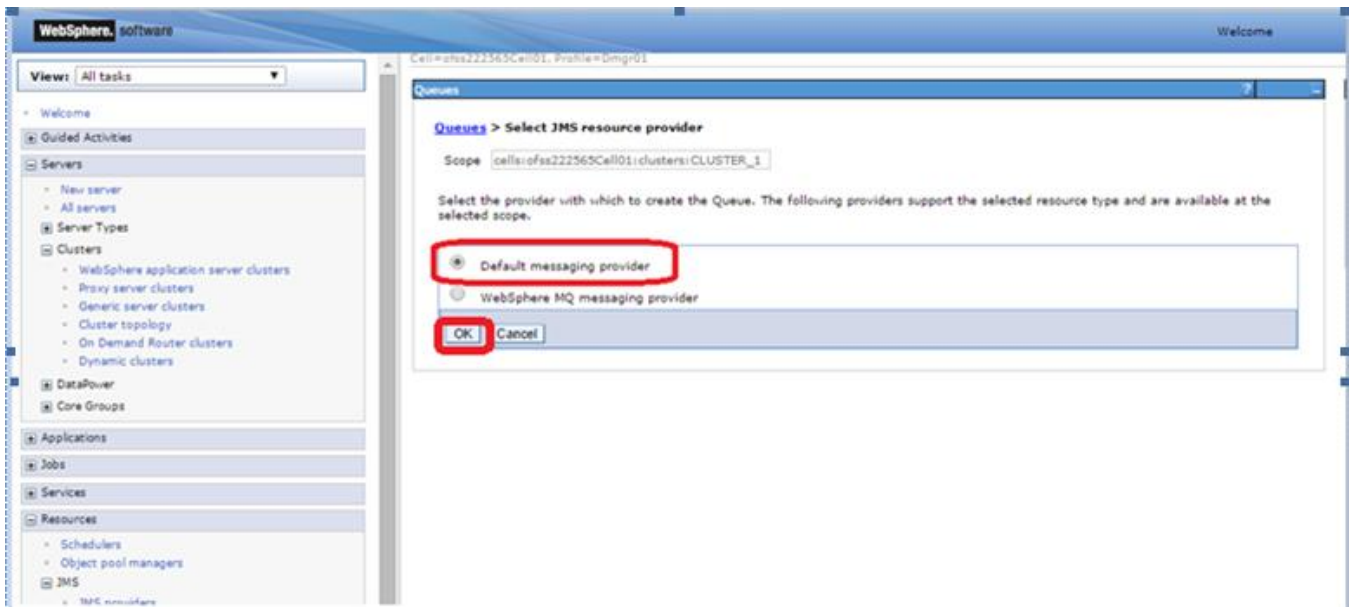 WebSphere. software
Welcome
View: All tasks
Welcome
Guided Activities
Servers
New server
All servers
Server Types
Clusters
WebSphere application server clusters
Proxy server clusters
Generic server clusters
Cluster topology
On Demand Router clusters
Dynamic clusters
DataPower
Core Groups
Applications
Jobs
Services
Resources
Schedulers
Object pool managers
JMS
JMS providers
Cell=ofss222565Cell01, Profile=Dmgr01
Queues ? -
Queues > Select JMS resource provider
Scope cells:ofss222565Cell01:clusters:CLUSTER_1
Select the provider with which to create the Queue. The following providers support the selected resource type and are available at the
selected scope.
Default messaging provider
WebSphere MQ messaging provider
OK Cancel